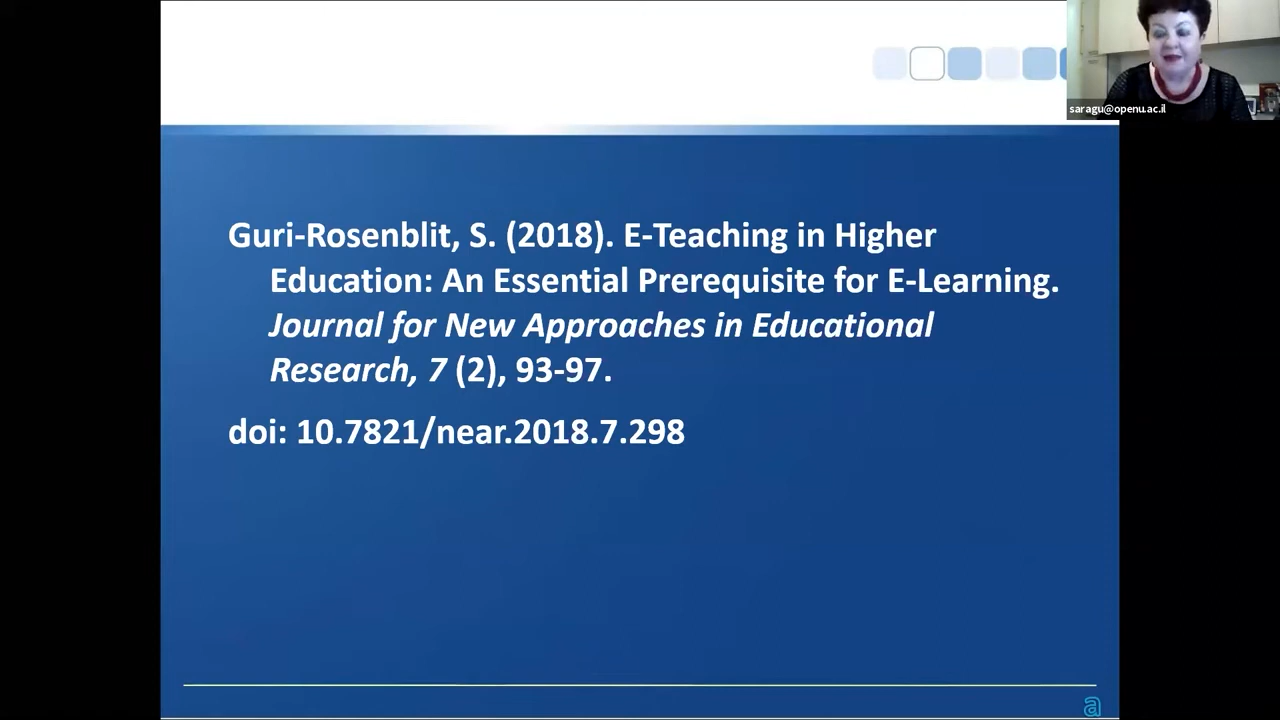 saragu@openu.ac.il
Guri-Rosenblit, S. (2018). E-Teaching in Higher
Education: An Essential Prerequisite for E-Learning.
Journal for New Approaches in Educational
Research, 7 (2), 93-97.
doi: 10.7821/near.2018.7.298
a